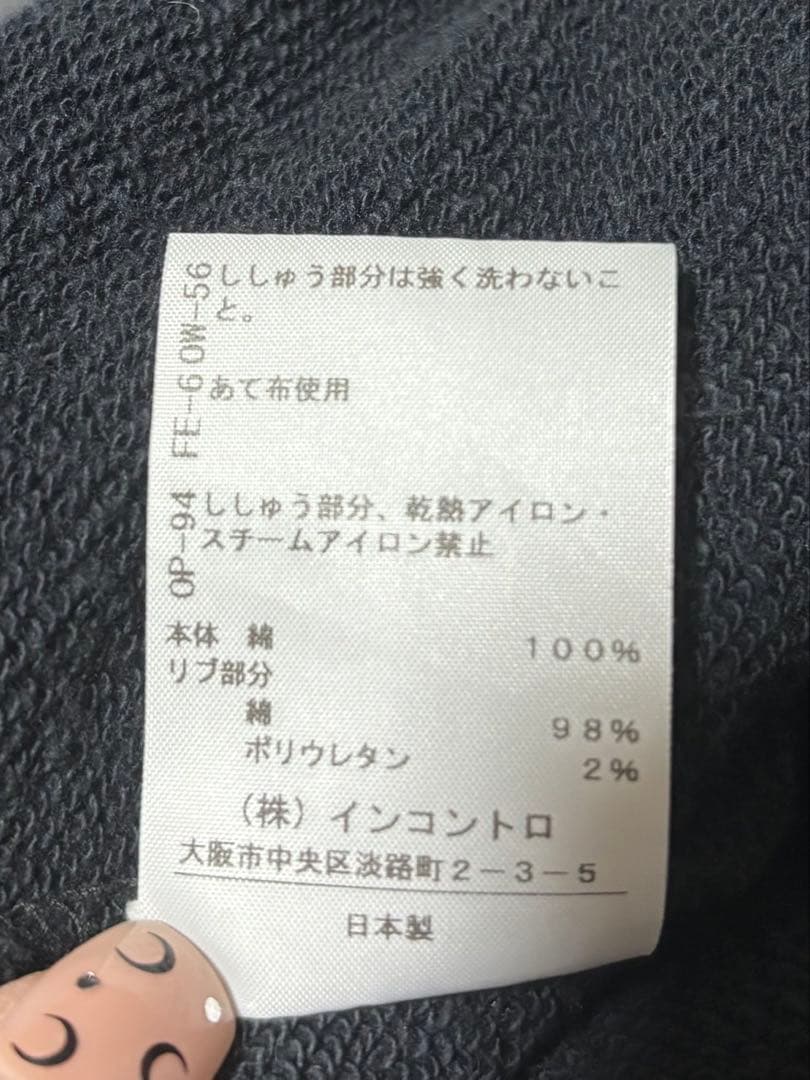 OW-56
FE-6
OP-94
ししゅう部分は強く洗わないこ
と。
あて布使用
ししゅう部分、乾熱アイロン・
スチームアイロン禁止
本体 綿 100%
リブ部分
綿 98%
ポリウレタン 2%
(株)インコントロ
大阪市中央区淡路町2-3-5
日本製